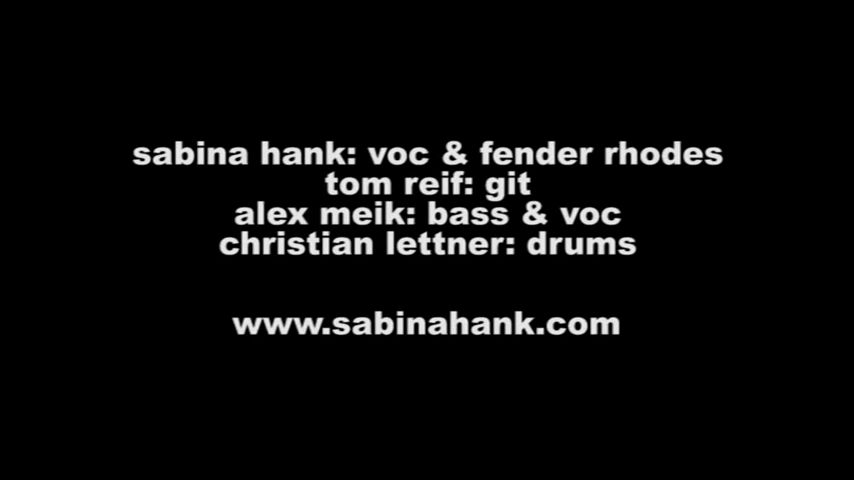 sabina hank: voc & fender rhodes
tom reif: git
alex meik: bass & voc
christian lettner: drums
www.sabinahank.com